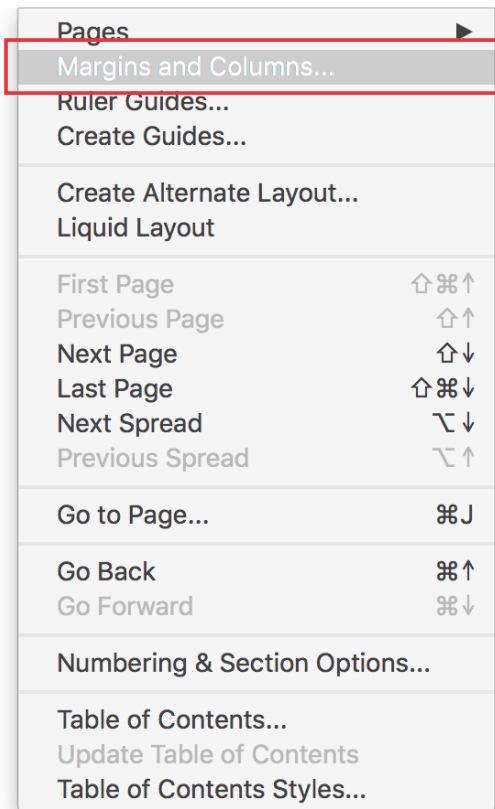 Pages ▶
Margins and Columns...
Ruler Guides...
Create Guides...
Create Alternate Layout...
Liquid Layout
First Page ⇧⌘↑
Previous Page ⇧↑
Next Page ⇧↓
Last Page ⇧⌘↓
Next Spread ⌥↓
Previous Spread ⌥↑
Go to Page... ⌘J
Go Back ⌘↑
Go Forward ⌘↓
Numbering & Section Options...
Table of Contents...
Update Table of Contents
Table of Contents Styles...